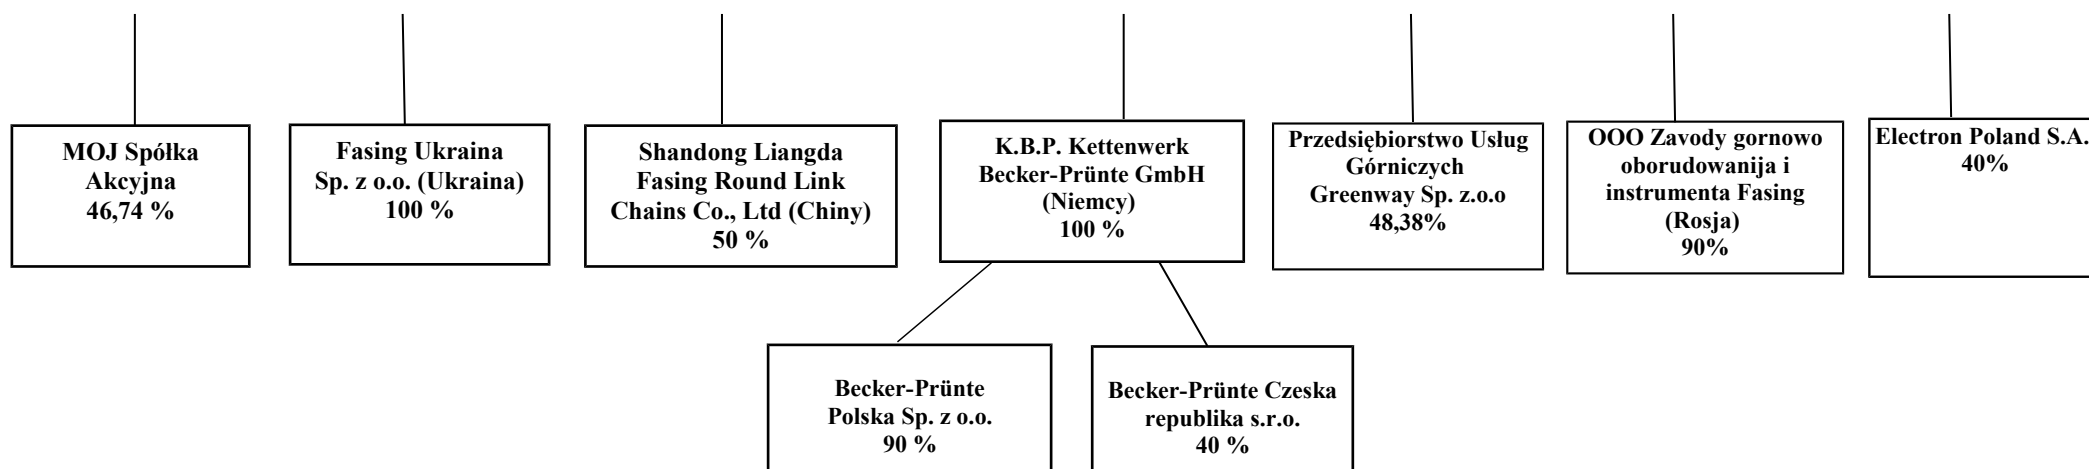 MOJ Spółka
Akcyjna
46,74 %
Fasing Ukraina
Sp. z o.o. (Ukraina)
100 %
Shandong Liangda
Fasing Round Link
Chains Co., Ltd (Chiny)
50 %
K.B.P. Kettenwerk
Becker-Prünte GmbH
(Niemcy)
100 %
Przedsiębiorstwo Usług
Górniczych
Greenway Sp. z.o.o
48,38%
OOO Zavody gornowo
oborudowanija i
instrumenta Fasing
(Rosja)
90%
Electron Poland S.A.
40%
Becker-Prünte
Polska Sp. z o.o.
90 %
Becker-Prünte Czeska
republika s.r.o.
40 %